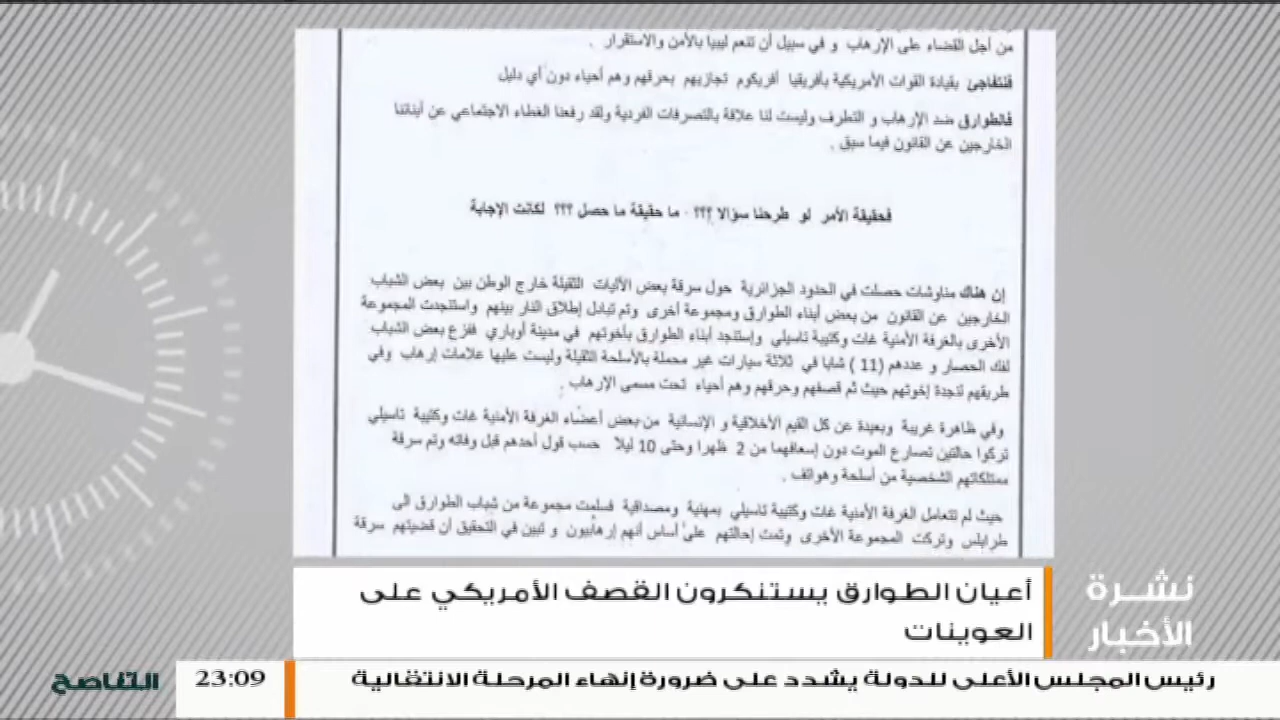 من أجل القضاء على الإرهاب و في سبيل أن تنعم ليبيا بالأمن والاستقرار .
فنتفاجئ بقيادة القوات الأمريكية بأفريقيا أفريكوم تجازيهم بحرقهم وهم أحياء دون أي دليل
فالطوارق ضد الإرهاب و التطرف وليست لنا علاقة بالتصرفات الفردية ولقد رفعنا الغطاء الاجتماعي عن أبنائنا
الخارجين عن القانون فيما سبق .
فحقيقة الأمر لو طرحنا سؤالا ؟؟؟ . ما حقيقة ما حصل ؟؟؟ لكانت الإجابة
إن هناك مناوشات حصلت في الحدود الجزائرية حول سرقة بعض الآليات الثقيلة خارج الوطن بين بعض الشباب
الخارجين عن القانون من بعض أبناء الطوارق ومجموعة أخرى وتم تبادل إطلاق النار بينهم واستنجدت المجموعة
الأخرى بالغرفة الأمنية غات وكتيبة تاسيلي وإستنجد أبناء الطوارق بأخوتهم في مدينة أوباري ففزع بعض الشباب
لفك الحصار و عددهم (11 ) شابا في ثلاثة سيارات غير محملة بالأسلحة الثقيلة وليست عليها علامات إرهاب وفي
طريقهم لنجدة إخوتهم حيث ثم قصفهم وحرقهم وهم أحياء تحت مسمى الإرهاب .
وفي ظاهرة غريبة وبعيدة عن كل القيم الأخلاقية و الإنسانية من بعض أعضاء الغرفة الأمنية غات وكتيبة تاسيلي
تركوا حالتين تصارع الموت دون إسعافهما من 2 ظهرا وحتى 10 ليلا حسب قول أحدهم قبل وفاته وتم سرقة
ممتلكاتهم الشخصية من أسلحة وهواتف .
حيث لم تتعامل الغرفة الأمنية غات وكتيبة تاسيلي بمهنية ومصداقية فسلمت مجموعة من شباب الطوارق الى
طرابلس وتركت المجموعة الأخرى وتمت إحالتهم على أساس أنهم إرهابيون و تبين في التحقيق أن قضيتهم سرقة
أعيان الطوارق يستنكرون القصف الأمريكي على
العوينات
نشرة
الأخبار
رئيس المجلس الأعلى للدولة يشدد على ضرورة إنهاء المرحلة الانتقالية
23:09
التناصح